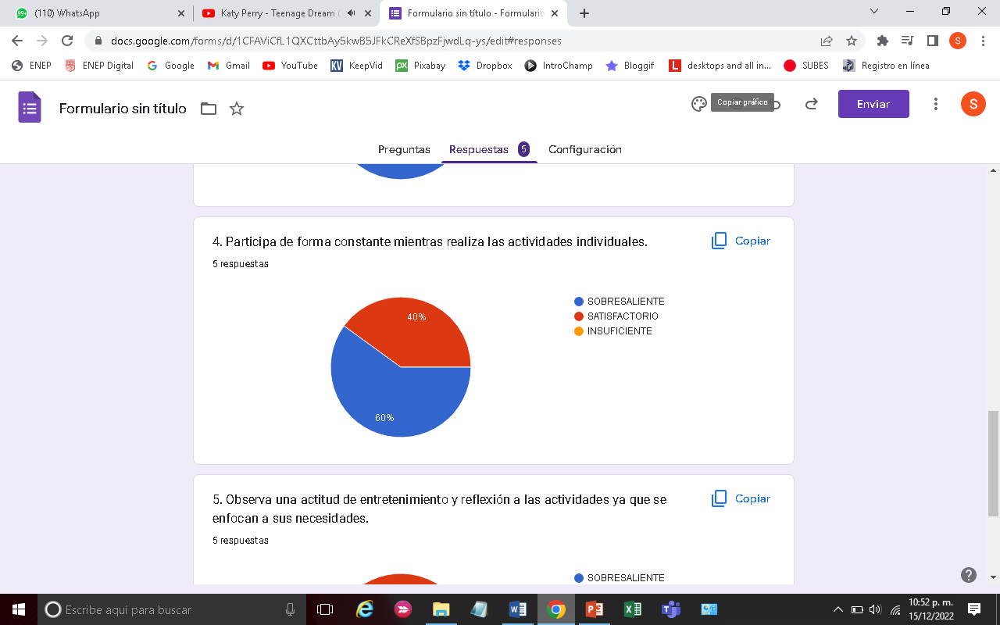 99+ (110) WhatsApp
Katy Perry - Teenage Dream (
Formulario sin título - Formulario
docs.google.com/forms/d/1CFAViCfL1QXCttbAy5kwB5JFkCReXfSBpzFjwdLq-ys/edit#responses
S
ENEP
ENEP Digital
Google
Gmail
YouTube
KV KeepVid
px Pixabay
Dropbox
IntroChamp
Bloggif
L desktops and all in...
SUBES
Registro en línea
Formulario sin título
Copiar gráfico
Enviar
S
Preguntas
Respuestas 5
Configuración
4. Participa de forma constante mientras realiza las actividades individuales.
Copiar
5 respuestas
SOBRESALIENTE
SATISFACTORIO
INSUFICIENTE
40%
60%
5. Observa una actitud de entretenimiento y reflexión a las actividades ya que se
enfocan a sus necesidades.
Copiar
5 respuestas
SOBRESALIENTE
Escribe aquí para buscar
10:52 p. m.
15/12/2022